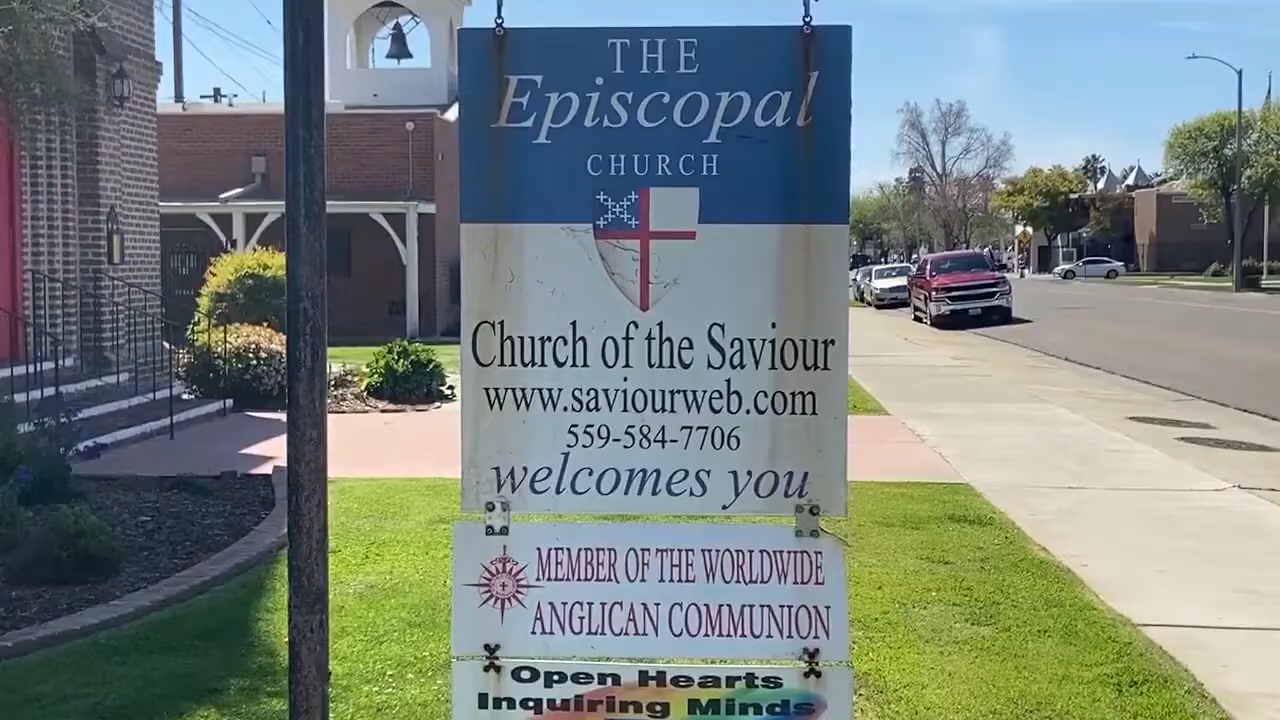 THE
Episcopal
CHURCH
Church of the Saviour
www.saviourweb.com
559-584-7706
welcomes you
MEMBER OF THE WORLDWIDE
ANGLICAN COMMUNION
Open Hearts
Inquiring Minds